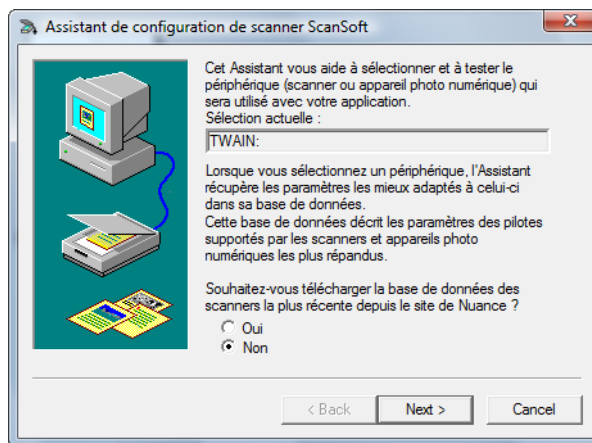 Assistant de configuration de scanner ScanSoft
Cet Assistant vous aide à sélectionner et à tester le
périphérique (scanner ou appareil photo numérique) qui
sera utilisé avec votre application.
Sélection actuelle :
TWAIN:
Lorsque vous sélectionnez un périphérique, l'Assistant
récupère les paramètres les mieux adaptés à celui-ci
dans sa base de données.
Cette base de données décrit les paramètres des pilotes
supportés par les scanners et appareils photo
numériques les plus répandus.
Souhaitez-vous télécharger la base de données des
scanners la plus récente depuis le site de Nuance ?
Oui
Non
< Back Next > Cancel